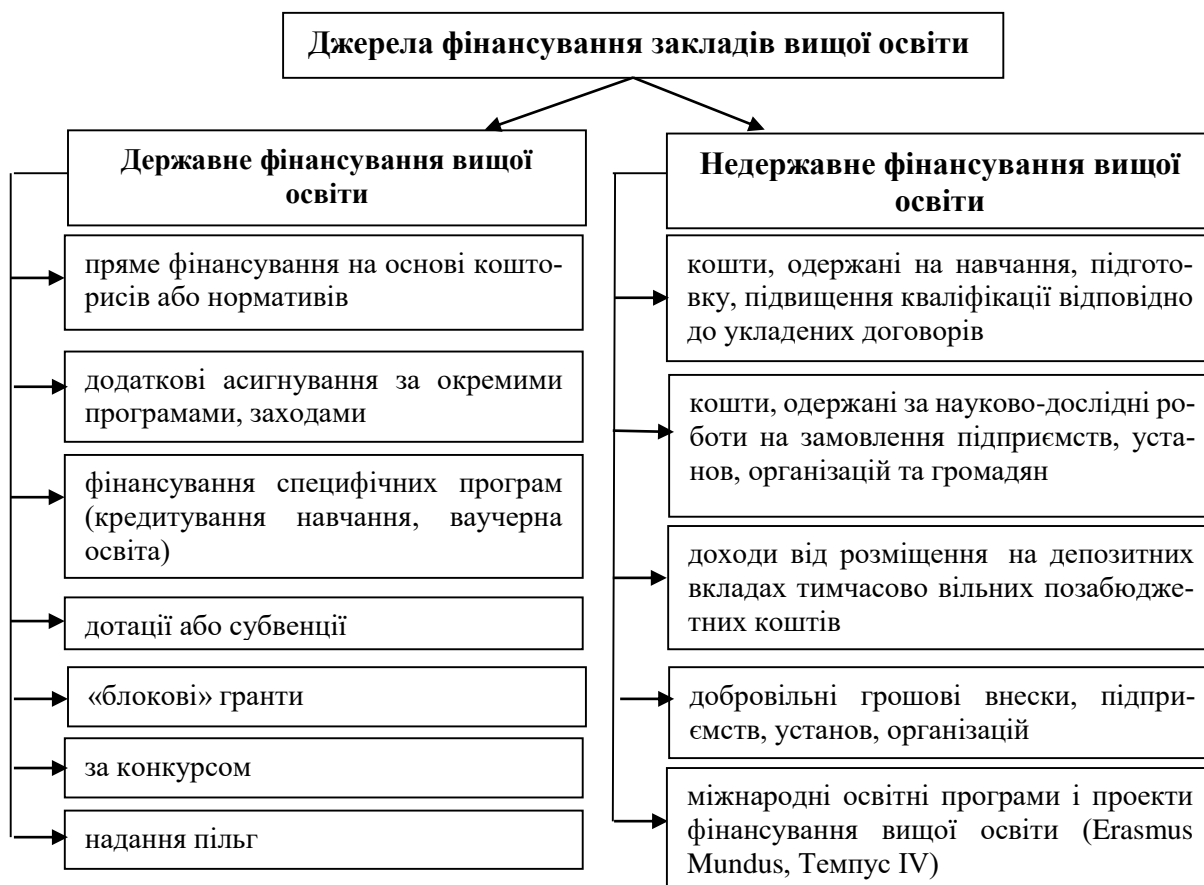 Джерела фінансування закладів вищої освіти
Державне фінансування вищої
освіти
пряме фінансування на основі кошто-
рисів або нормативів
додаткові асигнування за окремими
програмами, заходами
фінансування специфічних програм
(кредитування навчання, ваучерна
освіта)
дотації або субвенції
«блокові» гранти
за конкурсом
надання пільг
Недержавне фінансування вищої
освіти
кошти, одержані на навчання, підгото-
вку, підвищення кваліфікації відповідно
до укладених договорів
кошти, одержані за науково-дослідні ро-
боти на замовлення підприємств, уста-
нов, організацій та громадян
доходи від розміщення на депозитних
вкладах тимчасово вільних позабюдже-
тних коштів
добровільні грошові внески, підпри-
ємств, установ, організацій
міжнародні освітні програми і проекти
фінансування вищої освіти (Erasmus
Mundus, Темпус IV)